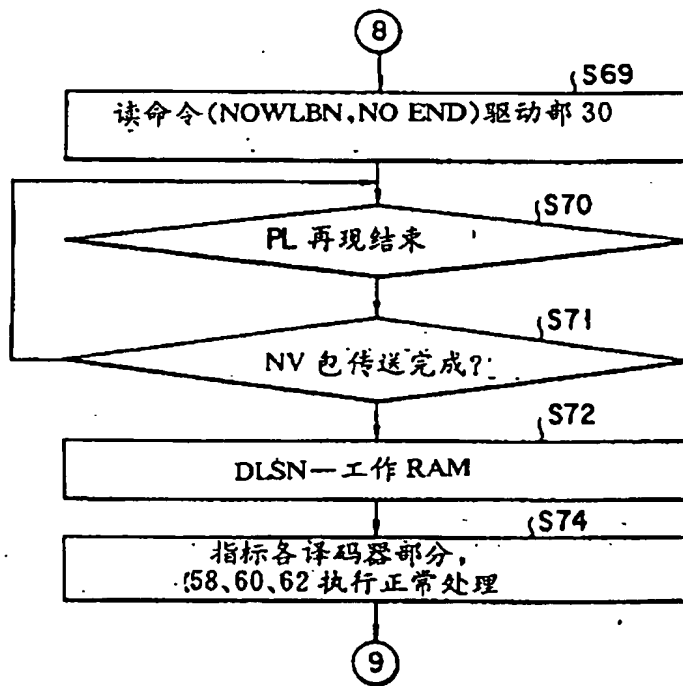 8
S69
读命令(NOWLBN,NO END)驱动部 30
S70
PL 再现结束
S71
NV 包传送完成?
S72
DLSN—工作 RAM
S74
指标各译码器部分,
58、60、62 执行正常处理
9